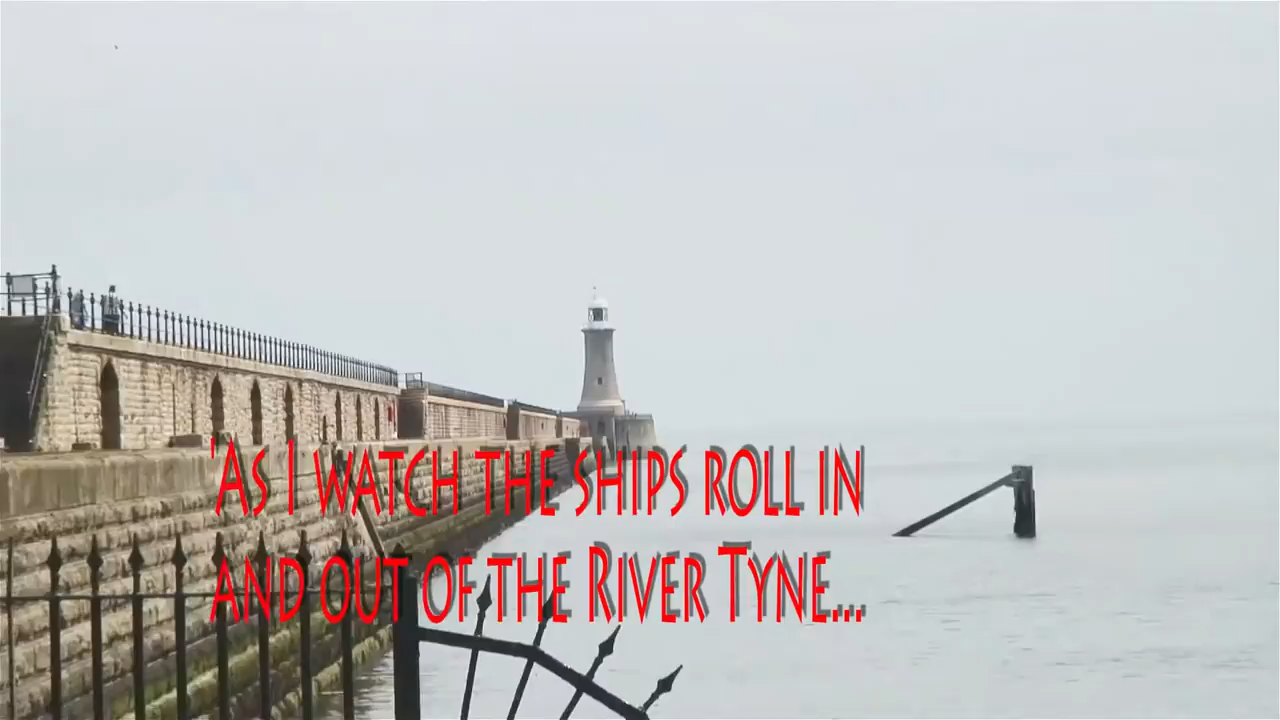 'As I watch the ships roll in
and out of the River Tyne...